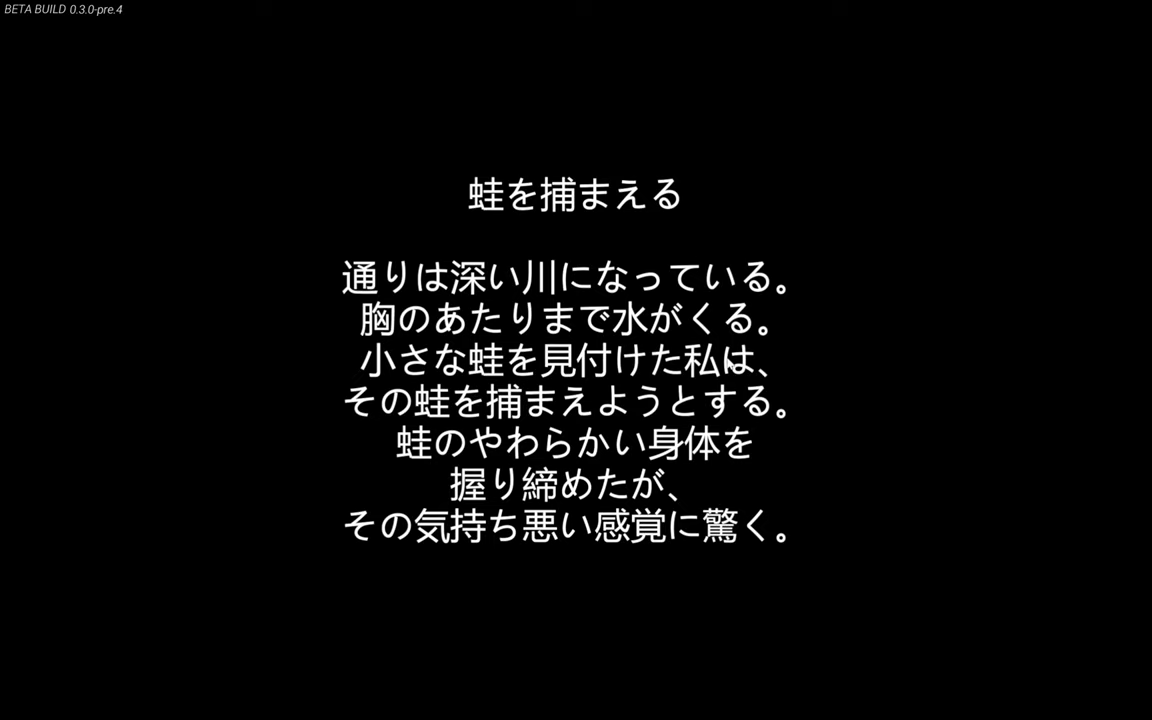 BETA BUILD 0.3.0-pre.4
蛙を捕まえる
通りは深い川になっている。
胸のあたりまで水がくる。
小さな蛙を見付けた私は、
その蛙を捕まえようとする。
蛙のやわらかい身体を
握り締めたが、
その気持ち悪い感覚に驚く。